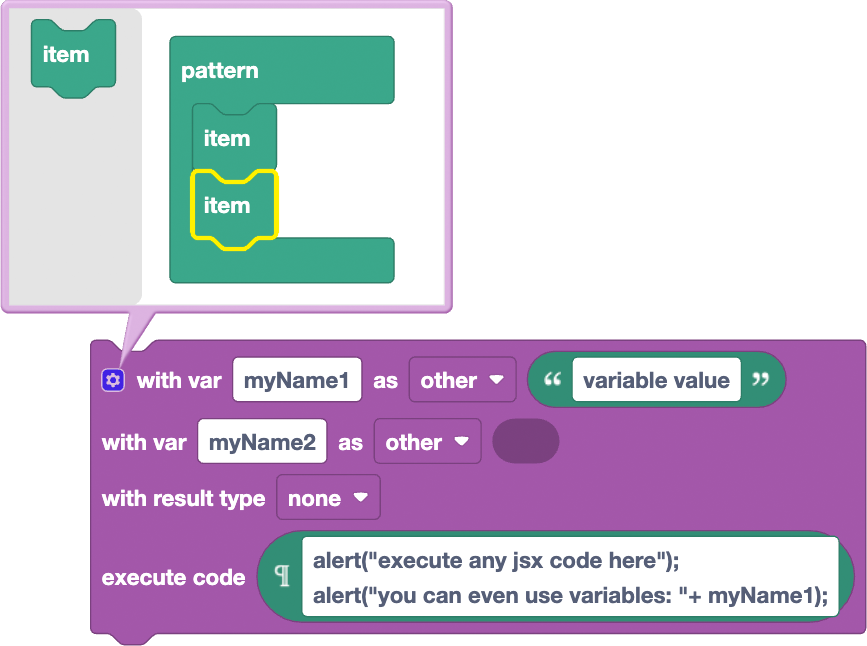 item
pattern
item
item
with var myName1 as other “ variable value ”
with var myName2 as other
with result type none
execute code ¶ alert("execute any jsx code here");
alert("you can even use variables: "+ myName1);